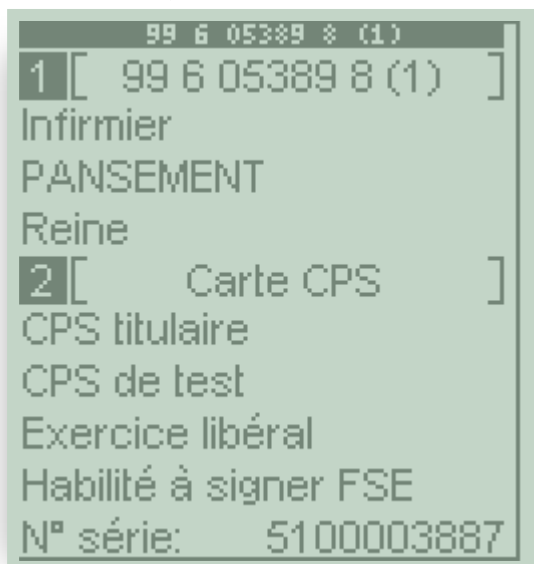 99 6 05389 8 (1)
1 [ 99 6 05389 8 (1) ]
Infirmier
PANSEMENT
Reine
2 [ Carte CPS ]
CPS titulaire
CPS de test
Exercice libéral
Habilité à signer FSE
N° série: 5100003887